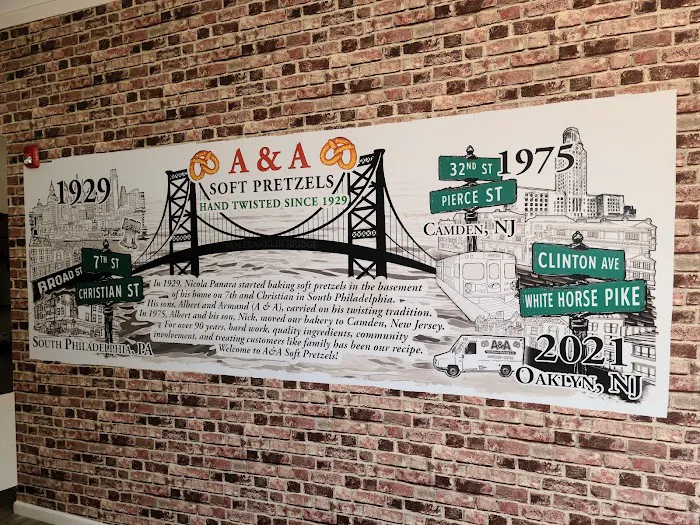 1929
A & A
SOFT PRETZELS
HAND TWISTED SINCE 1929
32ND ST
1975
PIERCE ST
CAMDEN, NJ
7TH ST
BROAD ST
CHRISTIAN ST
SOUTH PHILADELPHIA, PA
In 1929, Nicola Panara started baking soft pretzels in the basement
of his home on 7th and Christian in South Philadelphia.
His sons, Albert and Armand (A & A), carried on his twisting tradition.
In 1975, Albert and his son, Nick, moved our bakery to Camden, New Jersey.
For over 90 years, hard work, quality ingredients, community
involvement, and treating customers like family has been our recipe.
Welcome to A&A Soft Pretzels!
CLINTON AVE
WHITE HORSE PIKE
A&A
2021
OAKLYN, NJ